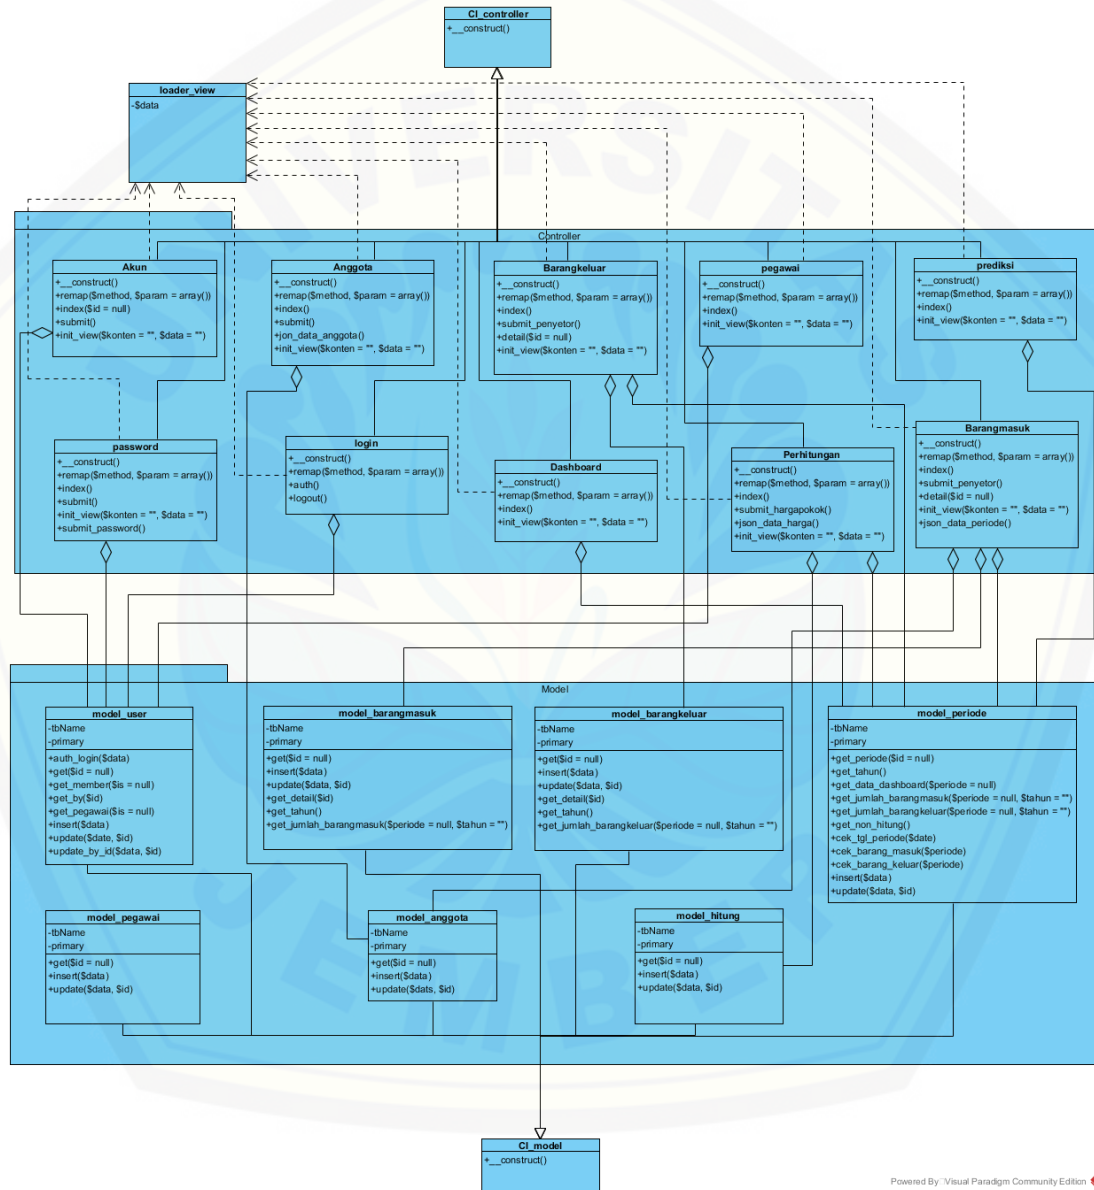 CI_controller
+__construct()
loader_view
-$data
Controller
Akun
+__construct()
+remap($method, $param = array())
+index($id = null)
+submit()
+init_view($konten = "", $data = "")
Anggota
+__construct()
+remap($method, $param = array())
+index()
+submit()
+jon_data_anggota()
+init_view($konten = "", $data = "")
Barangkeluar
+__construct()
+remap($method, $param = array())
+index()
+submit_penyetor()
+detail($id = null)
+init_view($konten = "", $data = "")
pegawai
+__construct()
+remap($method, $param = array())
+index()
+init_view($konten = "", $data = "")
prediksi
+__construct()
+remap($method, $param = array())
+index()
+init_view($konten = "", $data = "")
password
+__construct()
+remap($method, $param = array())
+index()
+submit()
+init_view($konten = "", $data = "")
+submit_password()
login
+__construct()
+remap($method, $param = array())
+auth()
+logout()
Dashboard
+__construct()
+remap($method, $param = array())
+index()
+init_view($konten = "", $data = "")
Perhitungan
+__construct()
+remap($method, $param = array())
+index()
+submit_hargapokok()
+json_data_harga()
+init_view($konten = "", $data = "")
Barangmasuk
+__construct()
+remap($method, $param = array())
+index()
+submit_penyetor()
+detail($id = null)
+init_view($konten = "", $data = "")
+json_data_periode()
Model
model_user
-tbName
-primary
+auth_login($data)
+get($id = null)
+get_member($is = null)
+get_by($id)
+get_pegawai($is = null)
+insert($data)
+update($date, $id)
+update_by_id($data, $id)
model_barangmasuk
-tbName
-primary
+get($id = null)
+insert($data)
+update($data, $id)
+get_detail($id)
+get_tahun()
+get_jumlah_barangmasuk($periode = null, $tahun = "")
model_barangkeluar
-tbName
-primary
+get($id = null)
+insert($data)
+update($data, $id)
+get_detail($id)
+get_tahun()
+get_jumlah_barangkeluar($periode = null, $tahun = "")
model_periode
-tbName
-primary
+get_periode($id = null)
+get_tahun()
+get_data_dashboard($periode = null)
+get_jumlah_barangmasuk($periode = null, $tahun = "")
+get_jumlah_barangkeluar($periode = null, $tahun = "")
+get_non_hitung()
+cek_tgl_periode($date)
+cek_barang_masuk($periode)
+cek_barang_keluar($periode)
+insert($data)
+update($data, $id)
model_pegawai
-tbName
-primary
+get($id = null)
+insert($data)
+update($data, $id)
model_anggota
-tbName
-primary
+get($id = null)
+insert($data)
+update($dats, $id)
model_hitung
-tbName
-primary
+get($id = null)
+insert($data)
+update($data, $id)
CI_model
+__construct()
UNIVERSITAS
JEMBER
Powered By Visual Paradigm Community Edition